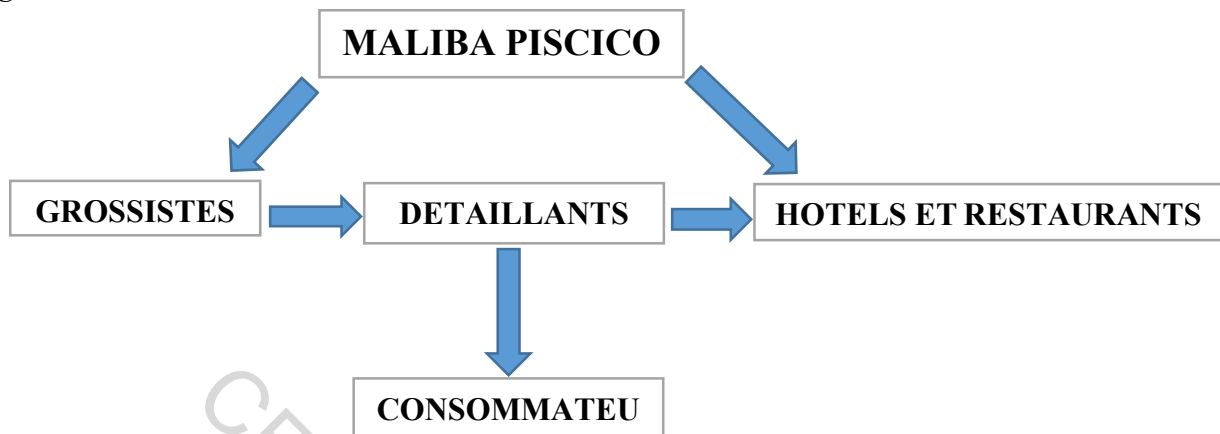 MALIBA PISCICO
GROSSISTES
DETAILLANTS
HOTELS ET RESTAURANTS
CONSOMMATEU